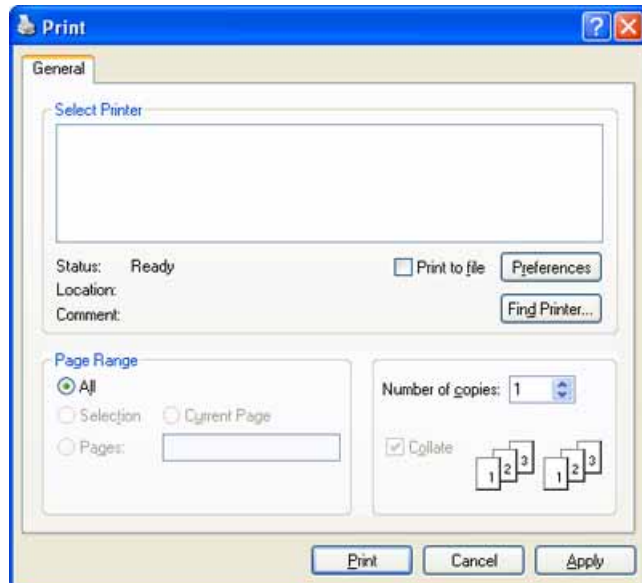 Print
General
Select Printer
Status: Ready
Print to file
Preferences
Location:
Comment:
Find Printer...
Page Range
All
Selection
Current Page
Pages:
Number of copies: 1
Collate
1 2 3 1 2 3
Print Cancel Apply